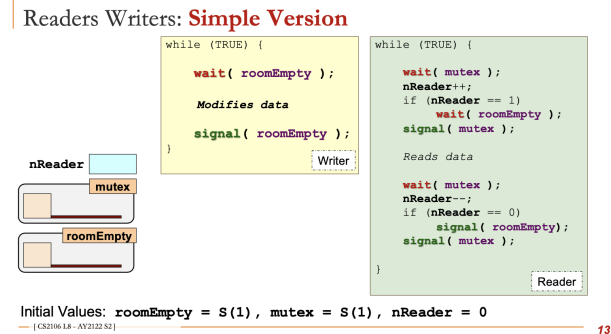 Readers Writers: Simple Version
while (TRUE) {
wait( roomEmpty );
Modifies data
signal( roomEmpty );
}
Writer
while (TRUE) {
wait( mutex );
nReader++;
if (nReader == 1)
wait( roomEmpty );
signal( mutex );
Reads data
wait( mutex );
nReader--;
if (nReader == 0)
signal( roomEmpty);
signal( mutex );
}
Reader
nReader
mutex
roomEmpty
Initial Values: roomEmpty = S(1), mutex = S(1), nReader = 0
[ CS2106 L8 - AY2122 S2 ]
13